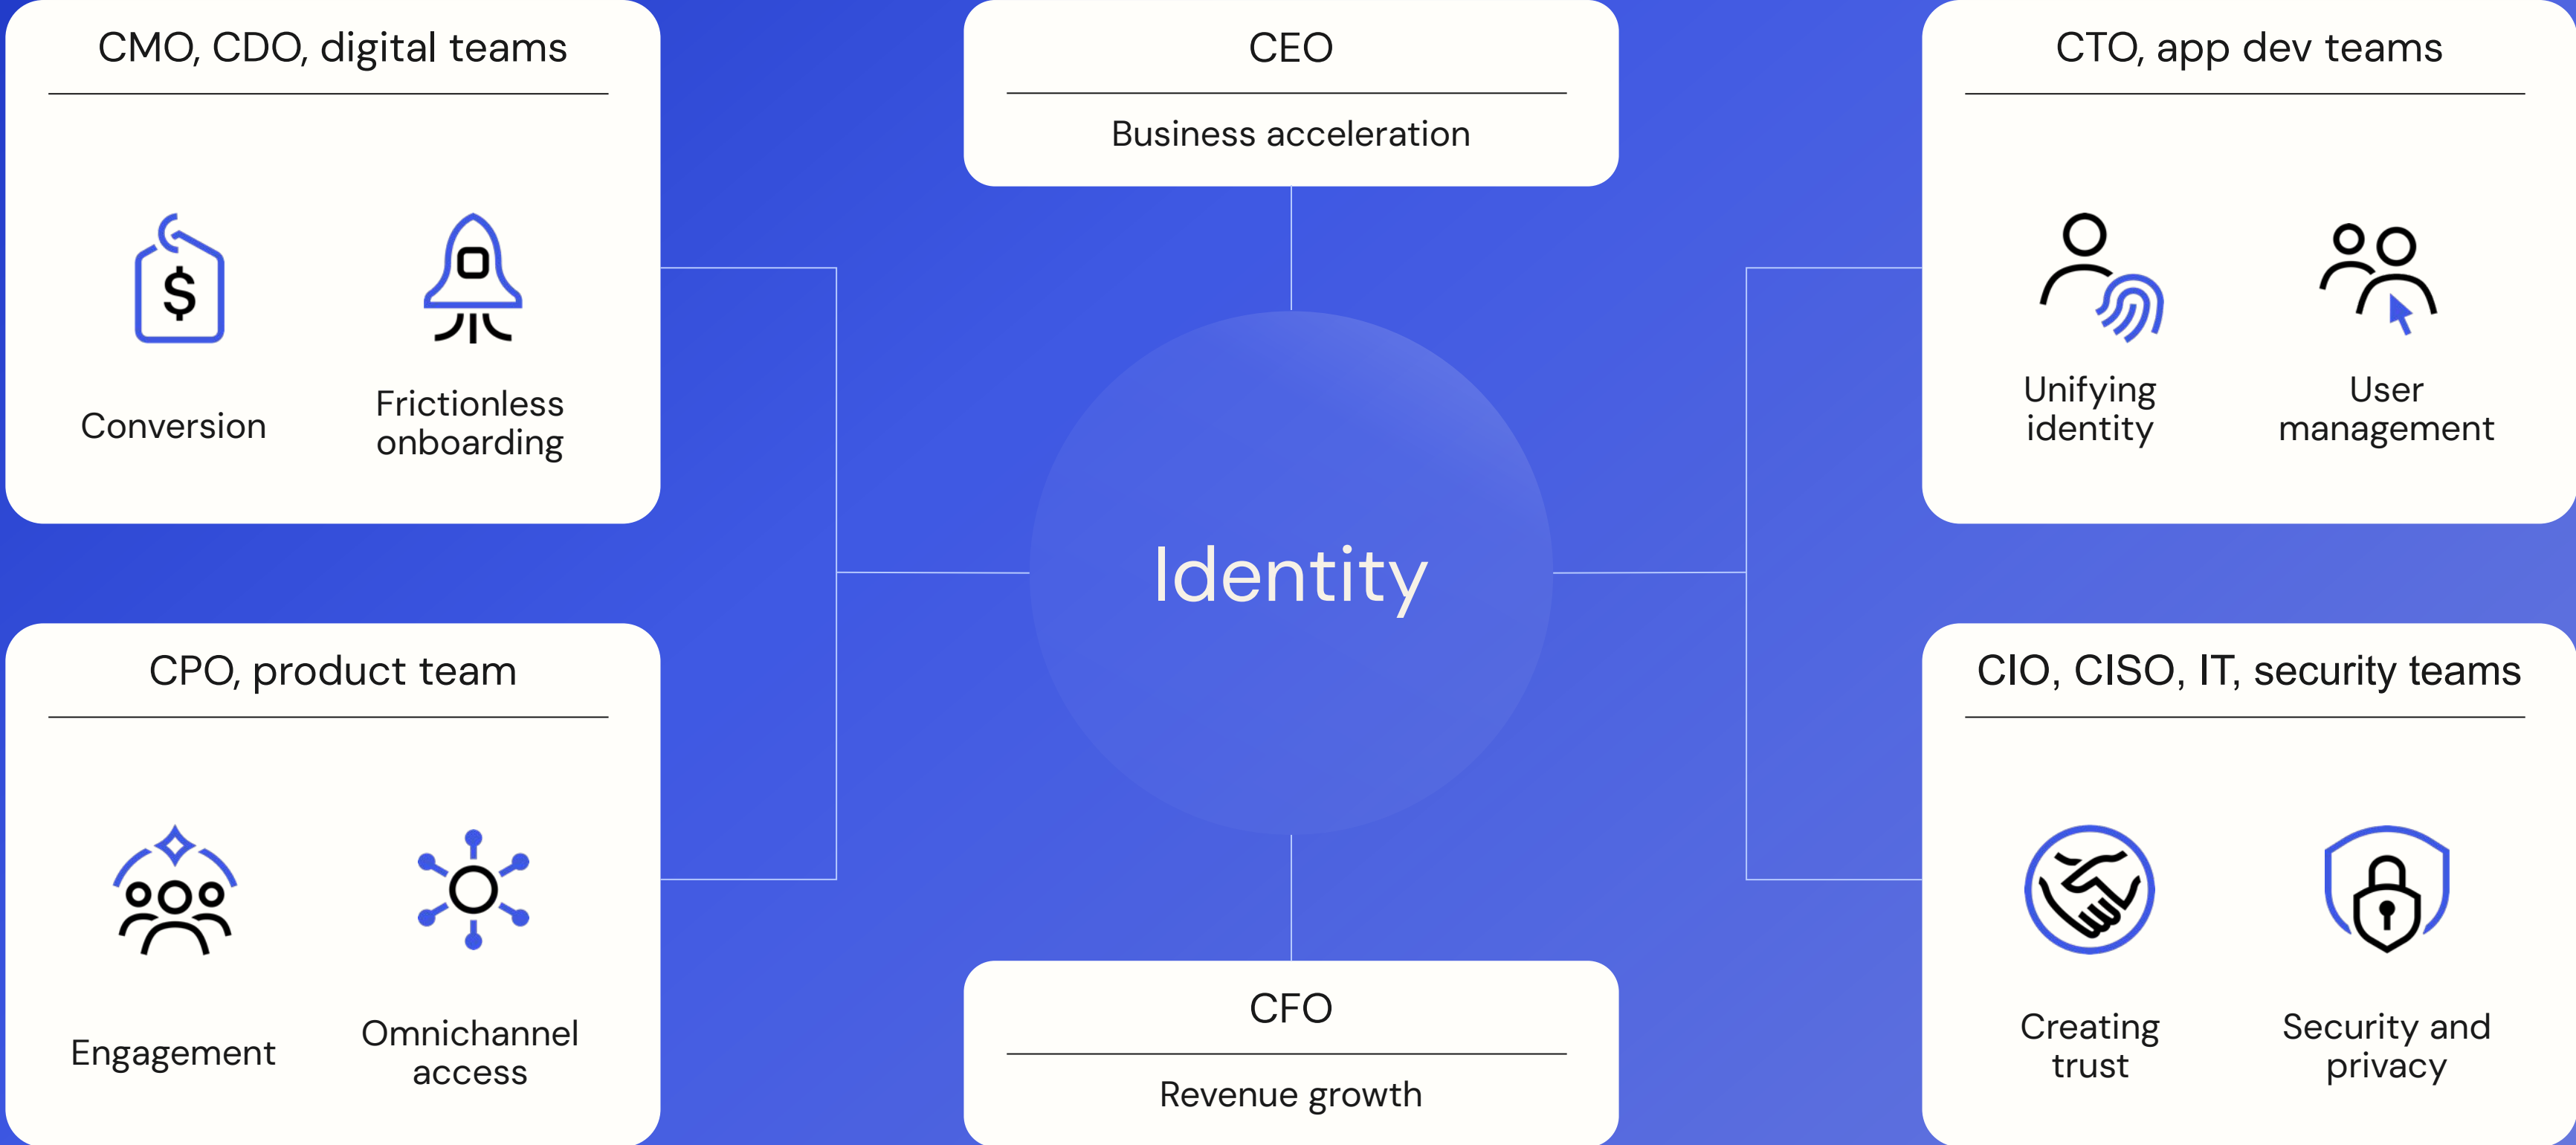 CMO, CDO, digital teams
Conversion
Frictionless
onboarding
CEO
Business acceleration
CTO, app dev teams
Unifying
identity
User
management
Identity
CPO, product team
Engagement
Omnichannel
access
CFO
Revenue growth
CIO, CISO, IT, security teams
Creating
trust
Security and
privacy